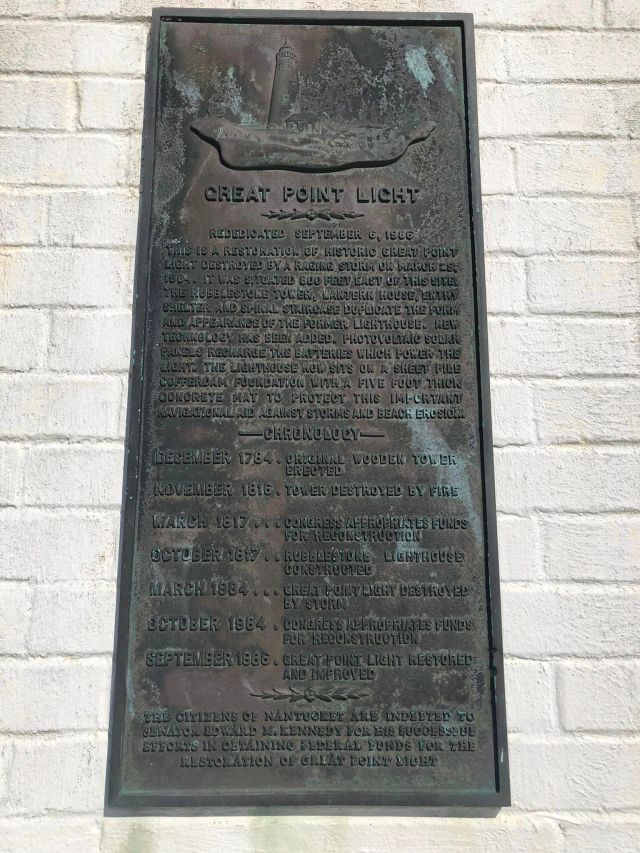 GREAT POINT LIGHT
REDEDICATED SEPTEMBER 6, 1986
THIS IS A RESTORATION OF HISTORIC GREAT POINT
LIGHT DESTROYED BY A RAGING STORM ON MARCH 29,
1984. IT WAS SITUATED 800 FEET EAST OF THIS SITE.
THE RUBBLESTONE TOWER, LANTERN HOUSE, ENTRY
SHELTER AND SPIRAL STAIRCASE DUPLICATE THE FORM
AND APPEARANCE OF THE FORMER LIGHTHOUSE. NEW
TECHNOLOGY HAS BEEN ADDED. PHOTOVOLTAIC SOLAR
PANELS RECHARGE THE BATTERIES WHICH POWER THE
LIGHT. THE LIGHTHOUSE NOW SITS ON A SHEET PILE
COFFERDAM FOUNDATION WITH A FIVE FOOT THICK
CONCRETE MAT TO PROTECT THIS IMPORTANT
NAVIGATIONAL AID AGAINST STORMS AND BEACH EROSION.
—CHRONOLOGY—
DECEMBER 1784. ORIGINAL WOODEN TOWER
ERECTED
NOVEMBER 1816. TOWER DESTROYED BY FIRE
MARCH 1817... CONGRESS APPROPRIATES FUNDS
FOR RECONSTRUCTION
OCTOBER 1817.. RUBBLESTONE LIGHTHOUSE
CONSTRUCTED
MARCH 1984... GREAT POINT LIGHT DESTROYED
BY STORM
OCTOBER 1984. CONGRESS APPROPRIATES FUNDS
FOR RECONSTRUCTION
SEPTEMBER 1986. GREAT POINT LIGHT RESTORED
AND IMPROVED
THE CITIZENS OF NANTUCKET ARE INDEBTED TO
SENATOR EDWARD M. KENNEDY FOR HIS SUCCESSFUL
EFFORTS IN OBTAINING FEDERAL FUNDS FOR THE
RESTORATION OF GREAT POINT LIGHT